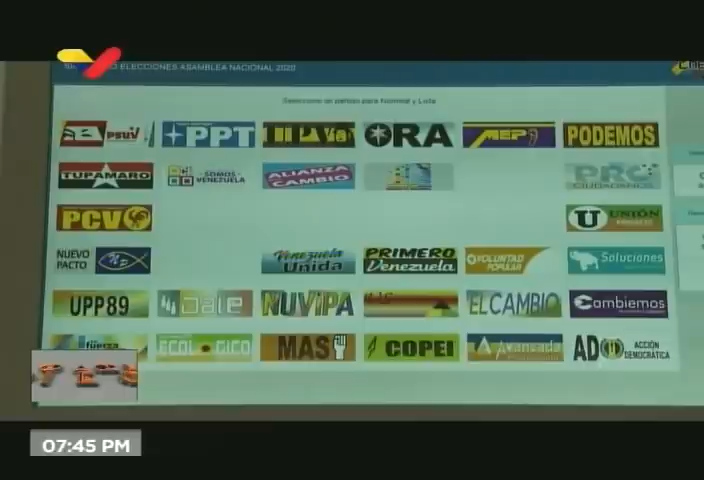 ELECCIONES ASAMBLEA NACIONAL 2020
Seleccione un partido para Nominal y Lista
PSUV PPT ORA MEP PODEMOS
TUPAMARO SOMOS VENEZUELA ALIANZA CAMBIO PRO CIUDADANOS
PCV U UNIÓN
NUEVO PACTO Venezuela Unida PRIMERO Venezuela VOLUNTAD POPULAR Soluciones
UPP89 Dale NUVIPA EL CAMBIO Cambiemos
fuerza ECOLOGICO MAS COPEI Avanzada AD ACCIÓN DEMOCRÁTICA
07:45 PM